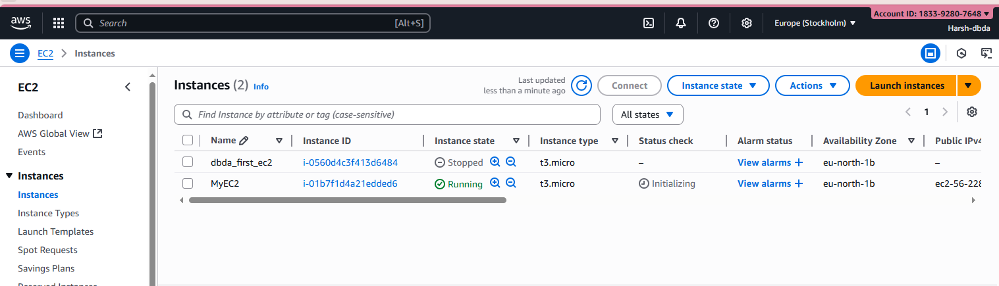 aws
Search [Alt+S]
Europe (Stockholm)
Account ID: 1833-9280-7648
Harsh-dbda
EC2 > Instances
EC2
Dashboard
AWS Global View
Events
Instances
Instances
Instance Types
Launch Templates
Spot Requests
Savings Plans
Reserved Instances
Instances (2) Info
Last updated
less than a minute ago
Connect
Instance state
Actions
Launch instances
Find Instance by attribute or tag (case-sensitive)
All states
1
Name Instance ID Instance state Instance type Status check Alarm status Availability Zone Public IPv4
dbda_first_ec2 i-0560d4c3f413d6484 Stopped t3.micro – View alarms + eu-north-1b –
MyEC2 i-01b7f1d4a21edded6 Running t3.micro Initializing View alarms + eu-north-1b ec2-56-228